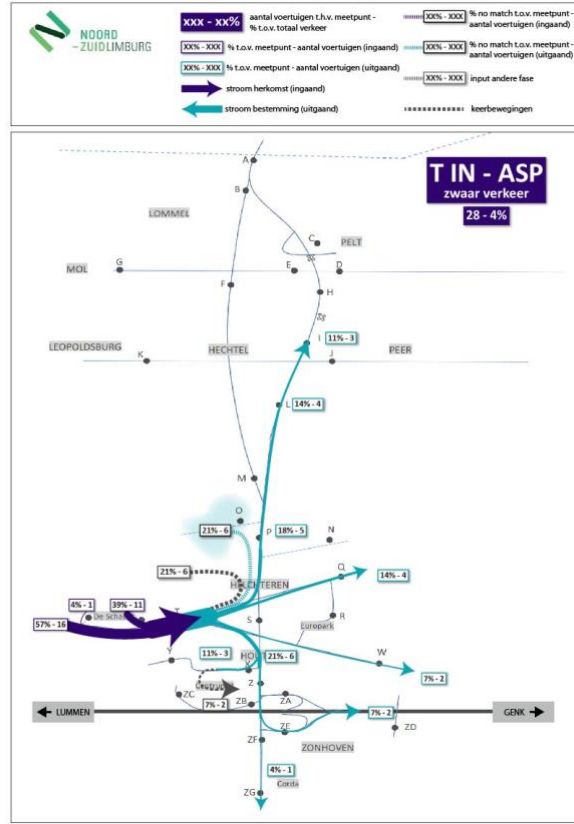 NOORD
-ZUIDLIMBURG
xxx - xx%
aantal voertuigen t.h.v. meetpunt -
% t.o.v. totaal verkeer
XX% - XXX
% t.o.v. meetpunt - aantal voertuigen (ingaand)
XX% - XXX
% t.o.v. meetpunt - aantal voertuigen (uitgaand)
stroom herkomst (ingaand)
stroom bestemming (uitgaand)
XX% - XXX
% no match t.o.v. meetpunt -
aantal voertuigen (ingaand)
XX% - XXX
% no match t.o.v. meetpunt -
aantal voertuigen (uitgaand)
XX% - XXX
input andere fase
keerbewegingen
T IN - ASP
zwaar verkeer
28 - 4%
A
B
LOMMEL
C
PELT
MOL
G
E
D
F
H
I
11% - 3
LEOPOLDSBURG
K
HECHTEL
J
PEER
L
14% - 4
M
O
21% - 6
P
18% - 5
N
21% - 6
HELCHTEREN
Q
14% - 4
4% - 1
39% - 11
57% - 16
T
S
R
Europark
Y
11% - 3
21% - 6
W
7% - 2
Z
ZC
Centrum
7% - 2
ZB
ZA
LUMMEN
7% - 2
GENK
ZE
ZD
ZF
ZONHOVEN
4% - 1
ZG
Corda